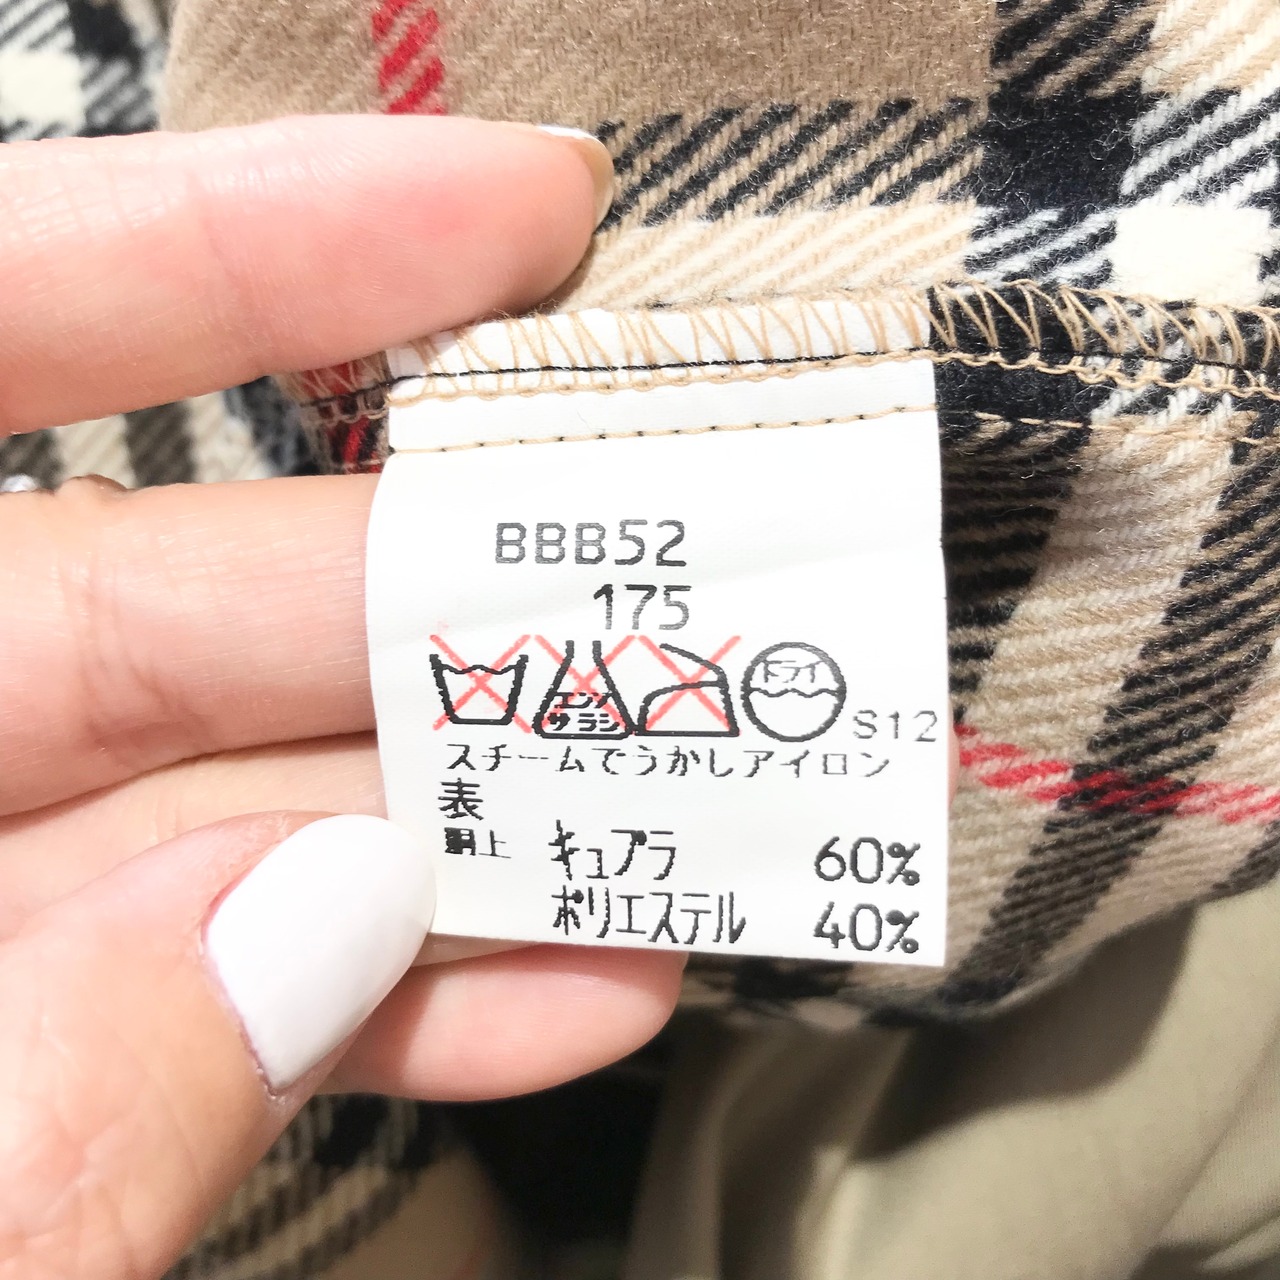 BBB52
175
エンソ
サラシ
ドライ
S12
スチームでうかしアイロン
表
胴上 キュプラ 60%
ポリエステル 40%